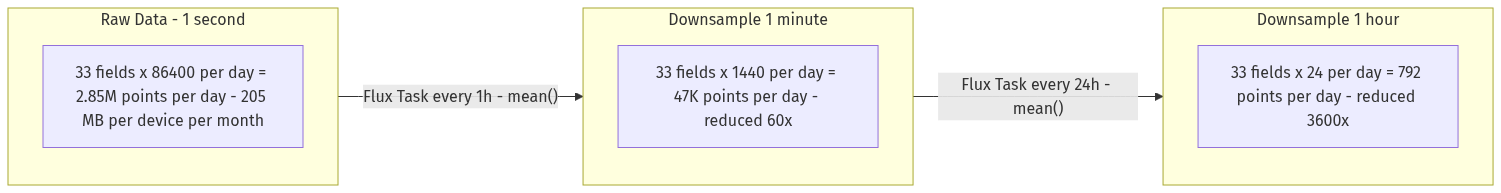 Raw Data - 1 second
33 fields x 86400 per day =
2.85M points per day - 205
MB per device per month
Flux Task every 1h - mean()
Downsample 1 minute
33 fields x 1440 per day =
47K points per day -
reduced 60x
Flux Task every 24h -
mean()
Downsample 1 hour
33 fields x 24 per day = 792
points per day - reduced
3600x